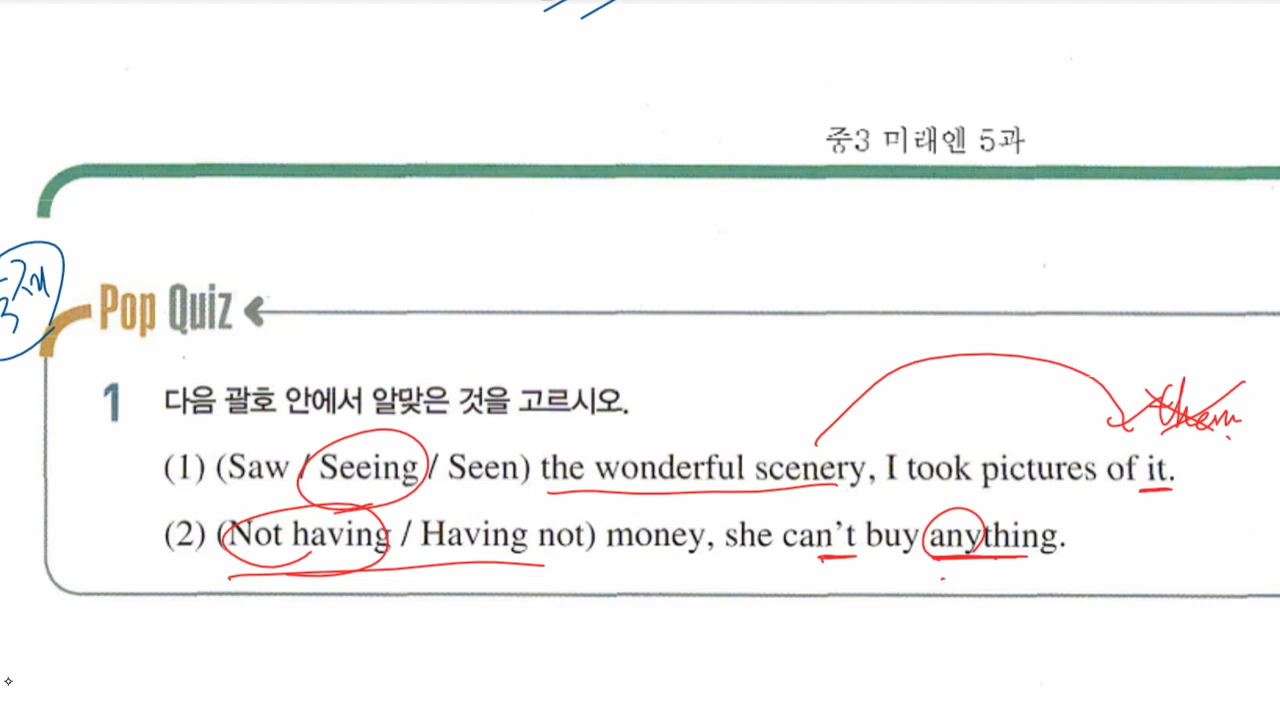 중3 미래엔 5과
Pop Quiz
1 다음 괄호 안에서 알맞은 것을 고르시오.
them
(1) (Saw / Seeing / Seen) the wonderful scenery, I took pictures of it.
(2) (Not having / Having not) money, she can't buy anything.